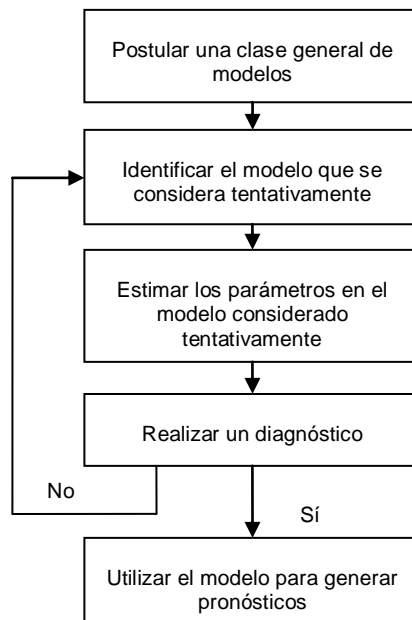 Postular una clase general de
modelos
Identificar el modelo que se
considera tentativamente
Estimar los parámetros en el
modelo considerado
tentativamente
Realizar un diagnóstico
No
Sí
Utilizar el modelo para generar
pronósticos